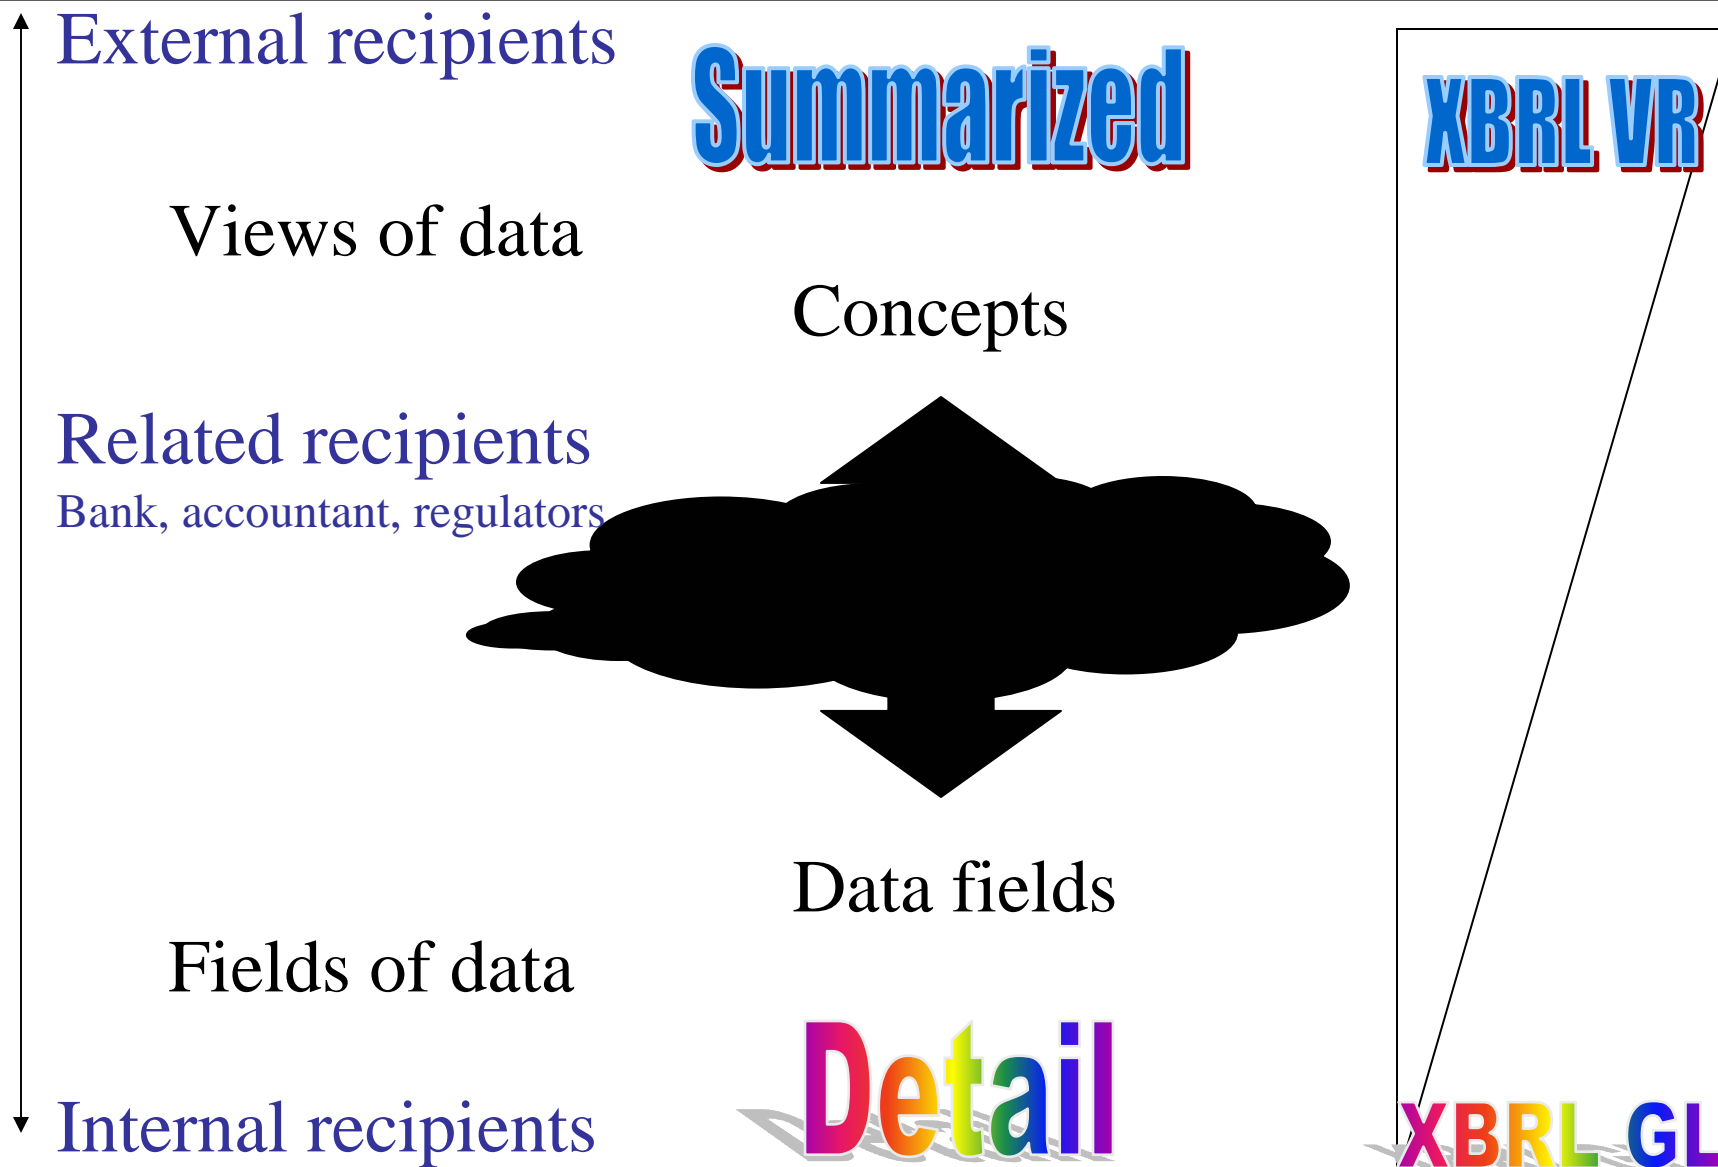 External recipients
Summarized
XBRL VR
Views of data
Concepts
Related recipients
Bank, accountant, regulators
Data fields
Fields of data
Detail
Internal recipients
XBRL GL